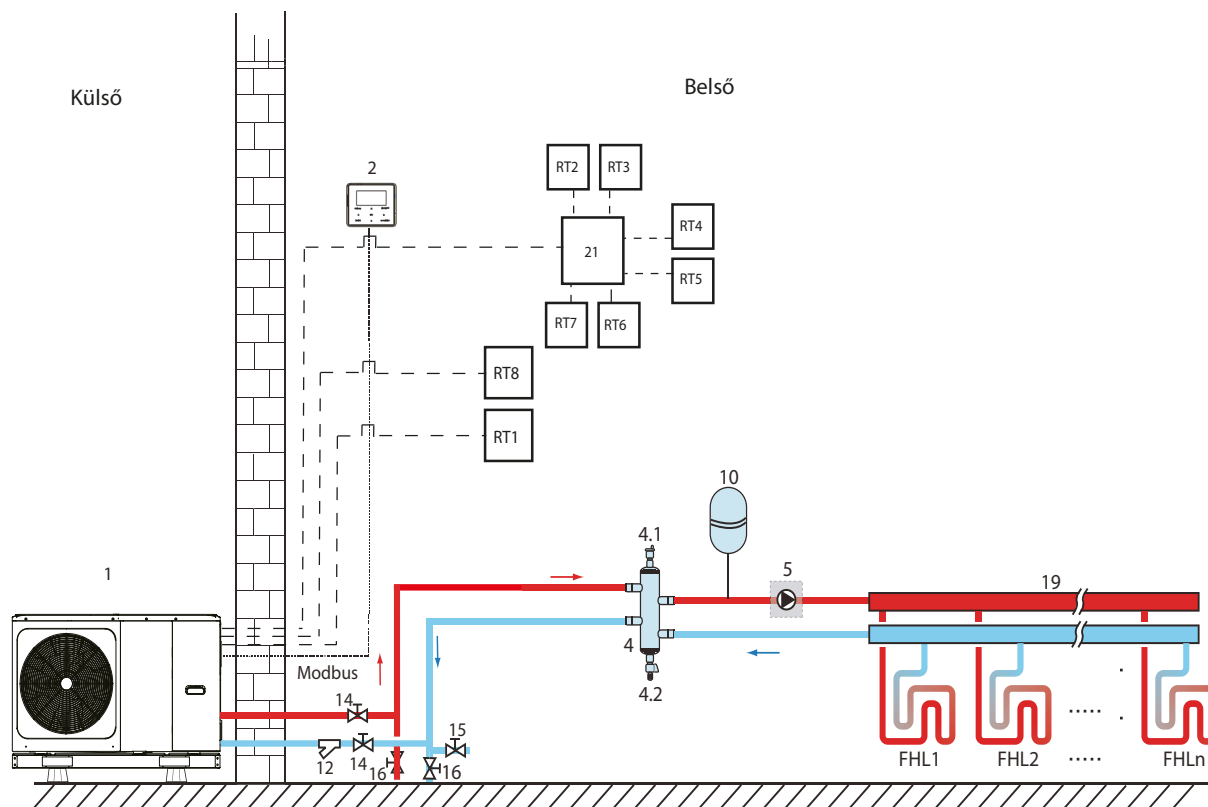 Külső
Belső
2
RT2
RT3
RT4
21
RT5
RT7
RT6
RT8
RT1
10
4.1
1
5
19
4
Modbus
4.2
14
15
12
14
16
16
FHL1
FHL2
.....
.....
.
.
FHLn